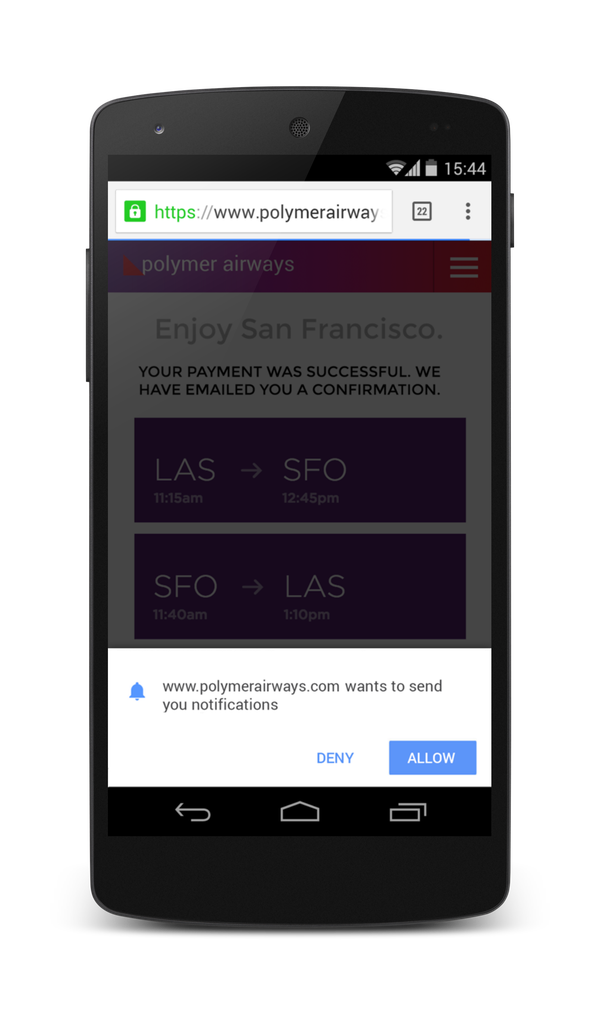 15:44
https://www.polymerairways
22
polymer airways
Enjoy San Francisco.
YOUR PAYMENT WAS SUCCESSFUL. WE
HAVE EMAILED YOU A CONFIRMATION.
LAS → SFO
11:15am 12:45pm
SFO → LAS
11:40am 1:10pm
www.polymerairways.com wants to send
you notifications
DENY ALLOW